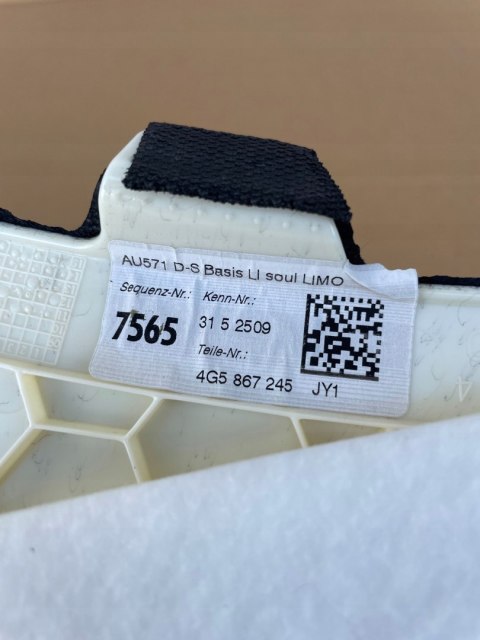 AU571 D-S Basis LI soul LIMO
Sequenz-Nr.: Kenn-Nr.:
7565 31 5 2509
Teile-Nr.:
4G5 867 245 JY1